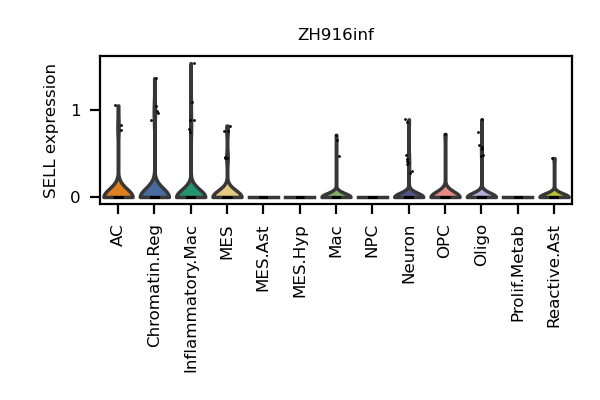 ZH916inf
SELL expression
1
0
AC
Chromatin.Reg
Inflammatory.Mac
MES
MES.Ast
MES.Hyp
Mac
NPC
Neuron
OPC
Oligo
Prolif.Metab
Reactive.Ast